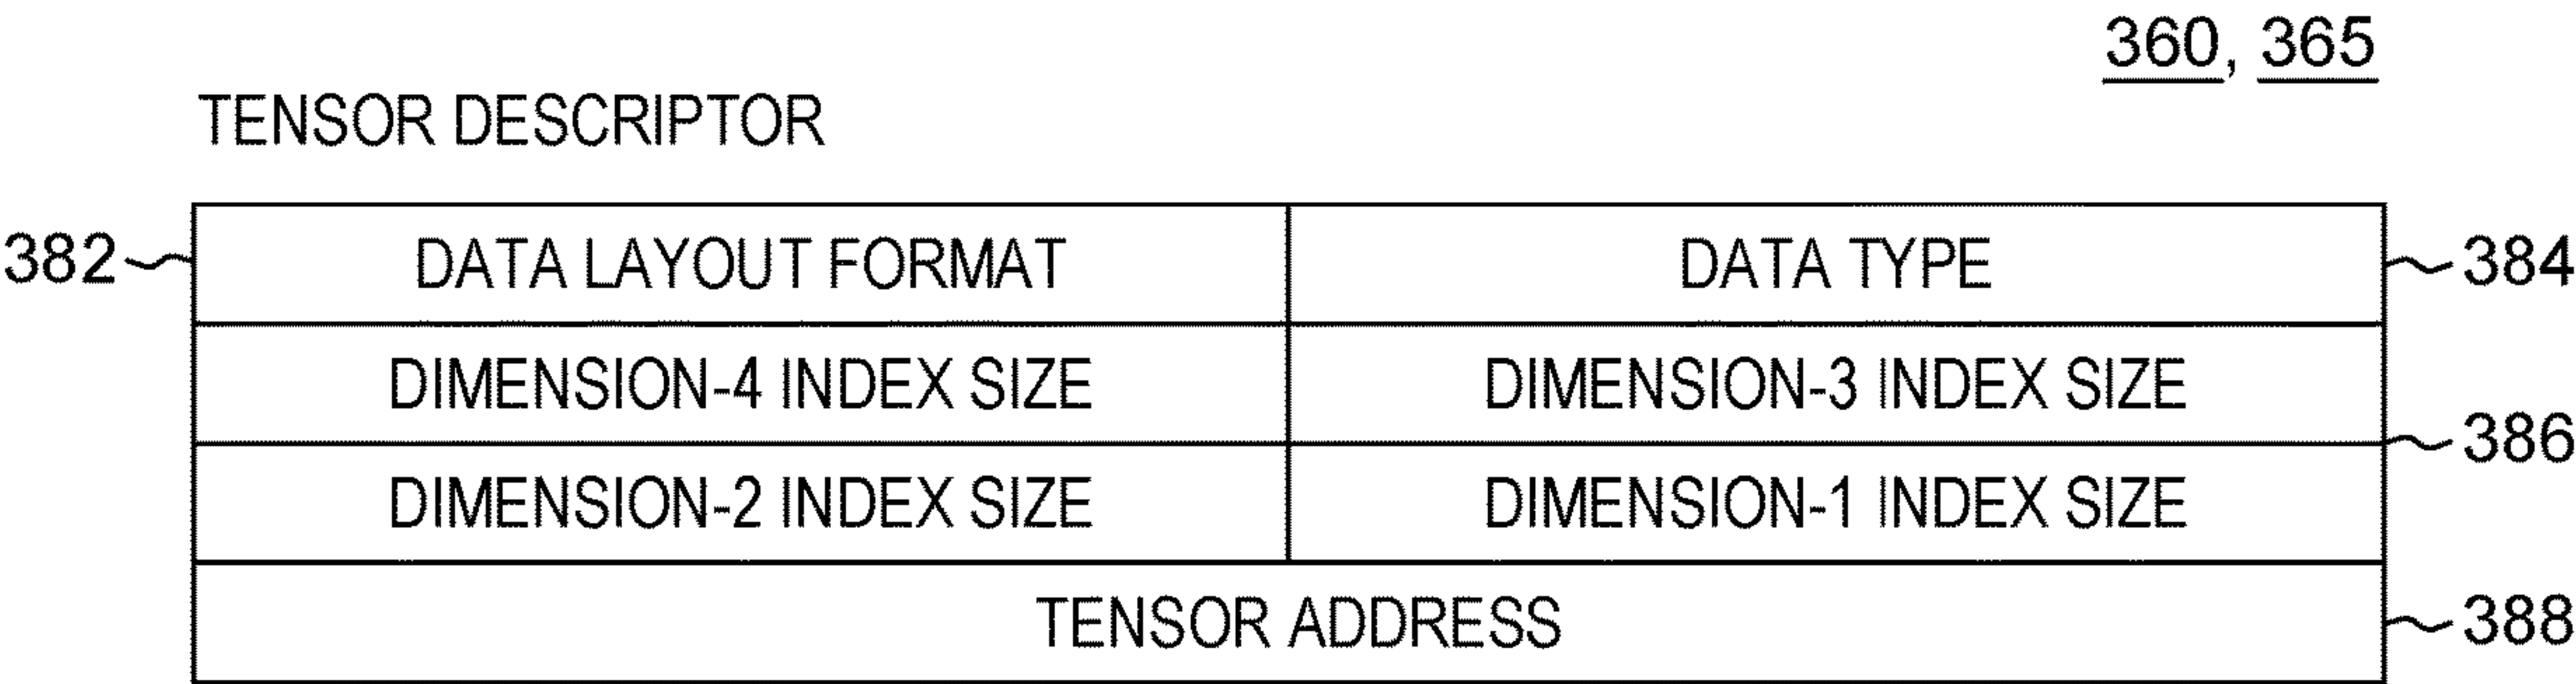 360, 365
TENSOR DESCRIPTOR
382 DATA LAYOUT FORMAT DATA TYPE 384
DIMENSION-4 INDEX SIZE DIMENSION-3 INDEX SIZE
386
DIMENSION-2 INDEX SIZE DIMENSION-1 INDEX SIZE
TENSOR ADDRESS 388